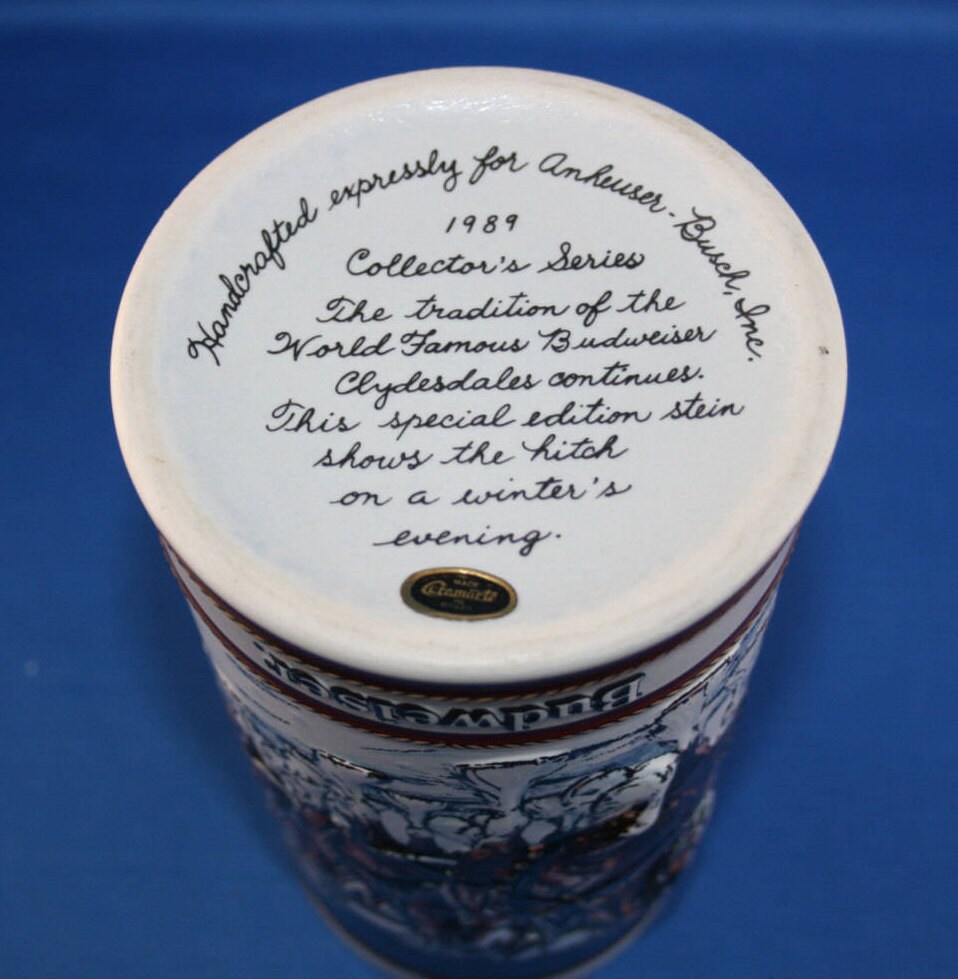 Handcrafted expressly for Anheuser-Busch, Inc.
1989
Collector's Series
The tradition of the
World Famous Budweiser
Clydesdales continues.
This special edition stein
shows the hitch
on a winter's
evening.
MADE
Ceramarte
Budweiser